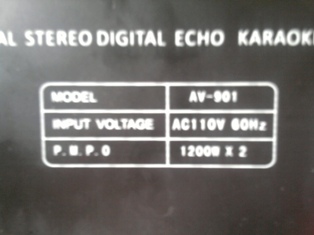 AL STEREO DIGITAL ECHO KARAOK
MODEL AV-901
INPUT VOLTAGE AC110V 60Hz
P.M.P.O 1200W X 2